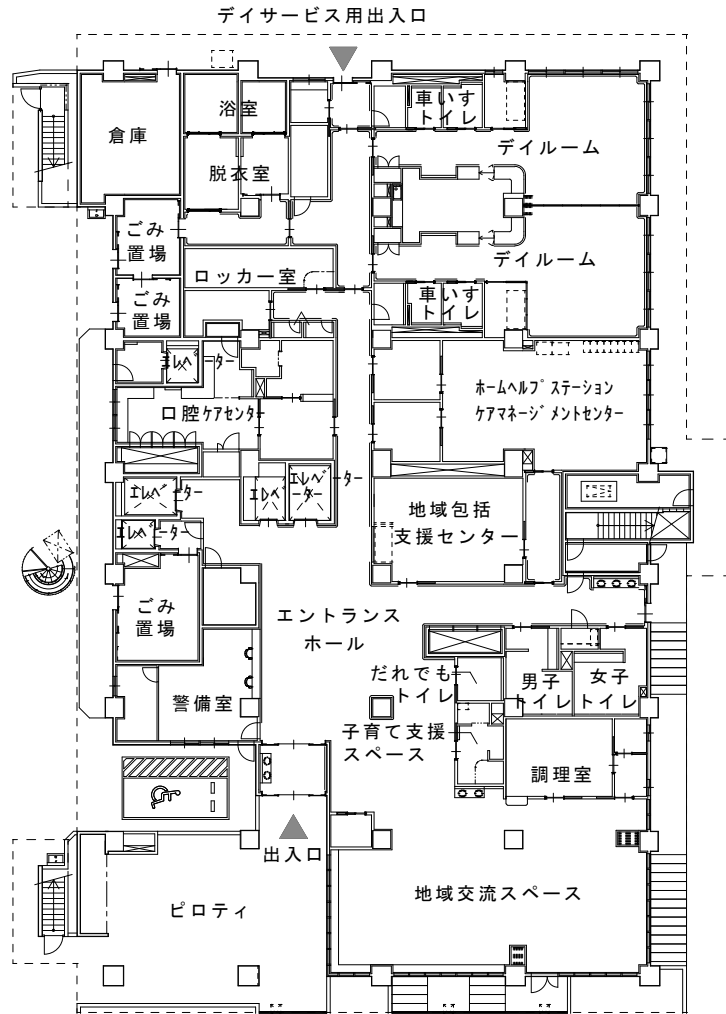 デイサービス用出入口
浴室
車いす
トイレ
倉庫
デイルーム
脱衣室
ごみ
置場
デイルーム
ロッカー室
ごみ
置場
車いす
トイレ
エレベーター
ホームヘルプステーション
ケアマネージメントセンター
口腔ケアセンター
エレベーター
エレベーター
エレベーター
地域包括
支援センター
エレベーター
ごみ
置場
エントランス
ホール
だれでも
トイレ
男子
トイレ
女子
トイレ
警備室
子育て支援
スペース
調理室
出入口
地域交流スペース
ピロティ